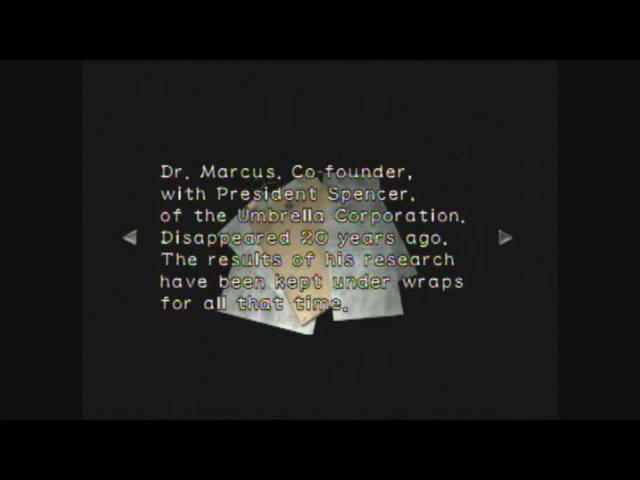 Dr. Marcus. Co-founder,
with President Spencer,
of the Umbrella Corporation.
Disappeared 20 years ago.
The results of his research
have been kept under wraps
for all that time.